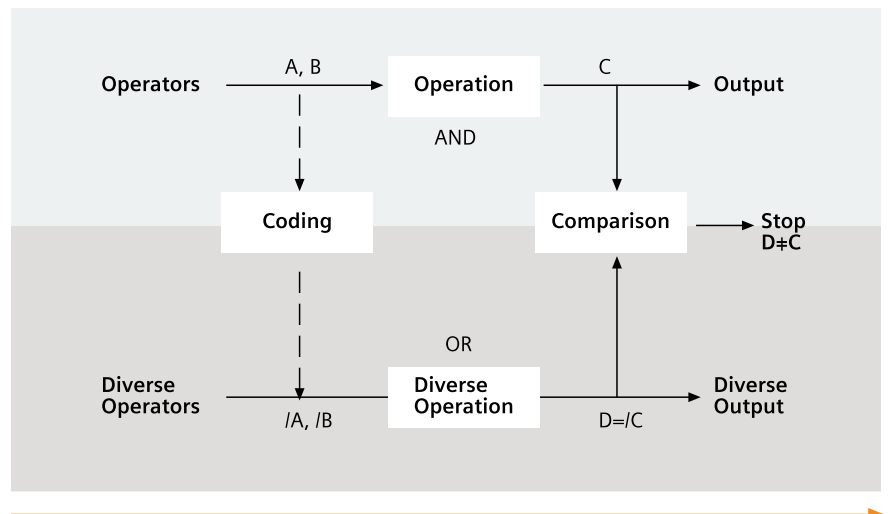 A, B
C
Operators
Operation
Output
AND
Coding
Comparison
Stop
D≠C
OR
Diverse
Operators
Diverse
Operation
Diverse
Output
/A, /B
D=/C